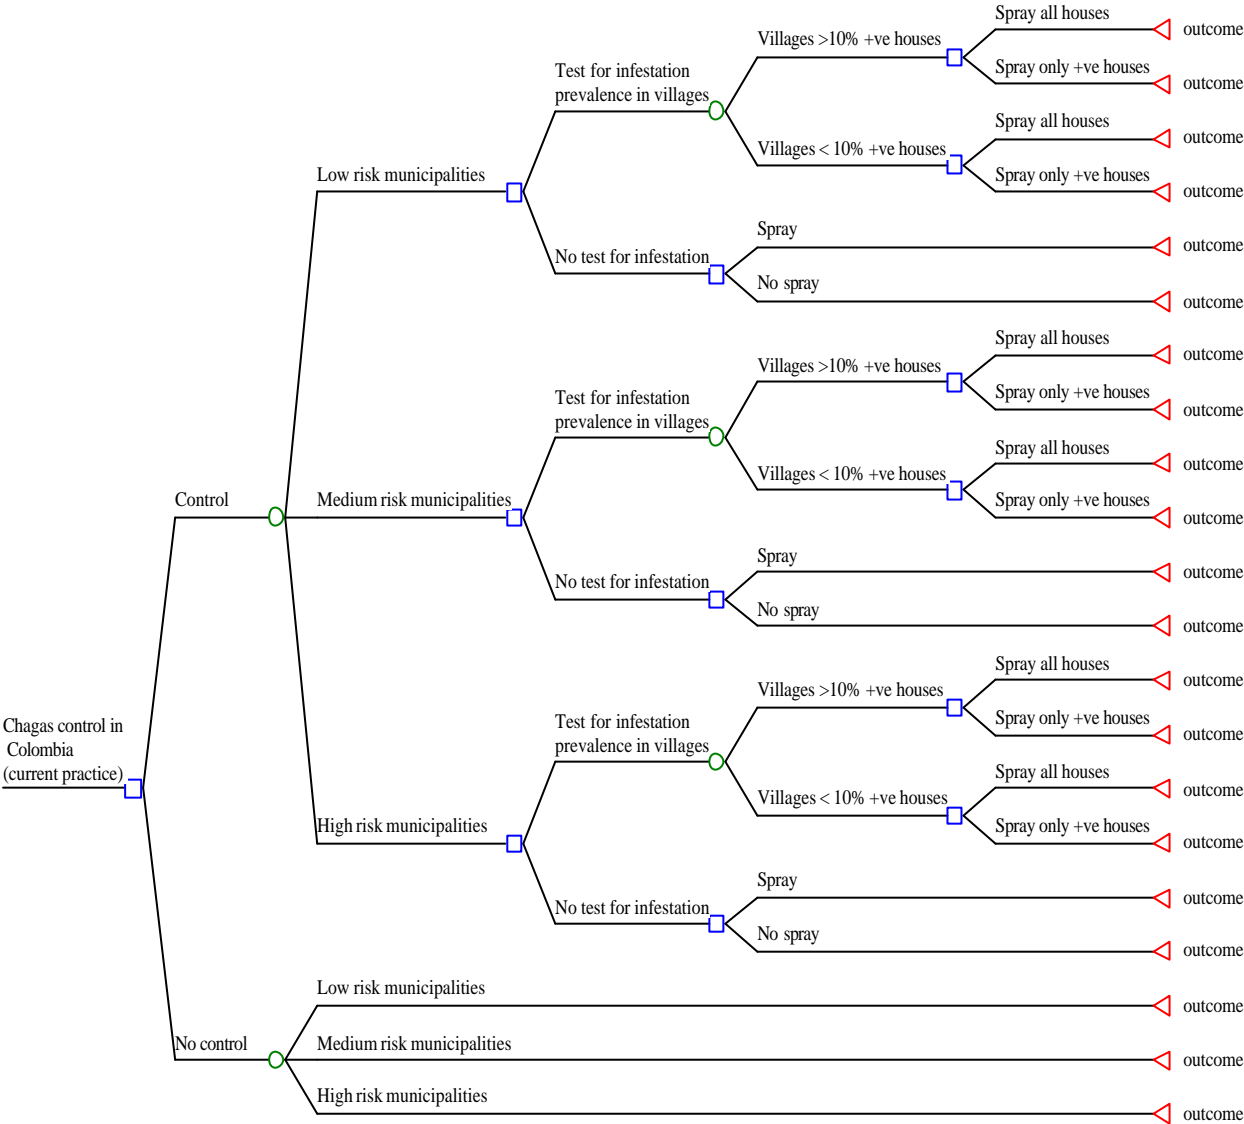 Spray all houses
outcome
Villages >10% +ve houses
Spray only +ve houses
outcome
Test for infestation
prevalence in villages
Spray all houses
outcome
Villages < 10% +ve houses
Spray only +ve houses
outcome
Low risk municipalities
Spray
outcome
No test for infestation
No spray
outcome
Spray all houses
outcome
Villages >10% +ve houses
Spray only +ve houses
outcome
Test for infestation
prevalence in villages
Spray all houses
outcome
Villages < 10% +ve houses
Spray only +ve houses
outcome
Control
Medium risk municipalities
Spray
outcome
No test for infestation
No spray
outcome
Spray all houses
outcome
Villages >10% +ve houses
Spray only +ve houses
outcome
Test for infestation
prevalence in villages
Chagas control in
Colombia
(current practice)
Spray all houses
outcome
Villages < 10% +ve houses
Spray only +ve houses
outcome
High risk municipalities
Spray
outcome
No test for infestation
No spray
outcome
Low risk municipalities
outcome
No control
Medium risk municipalities
outcome
High risk municipalities
outcome